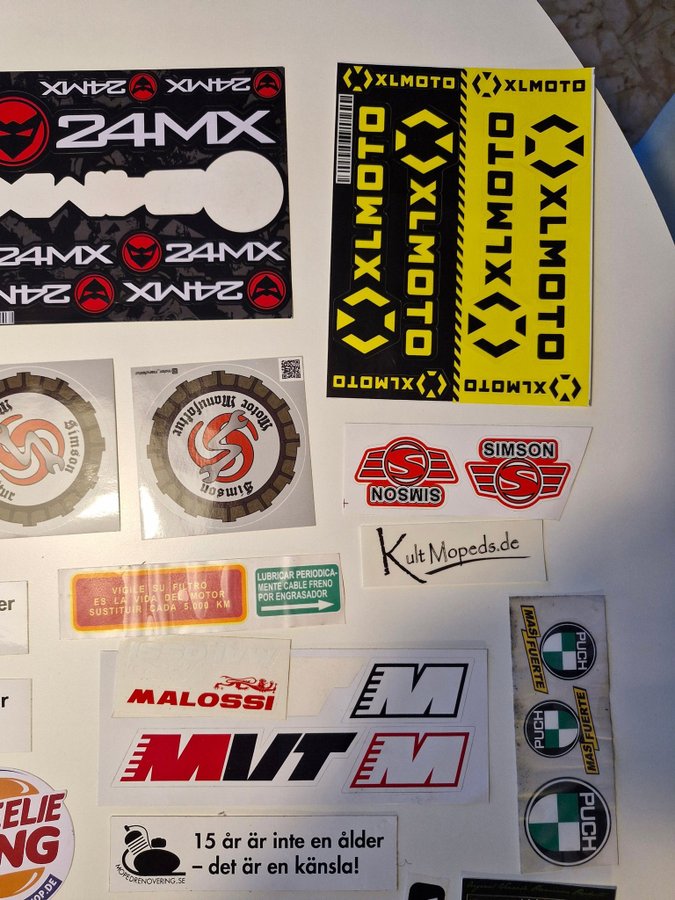 24MX
24MX
24MX
24MX
24MX
24MX
XLMOTO
XLMOTO
XLMOTO
XLMOTO
XLMOTO
XLMOTO
XLMOTO
XLMOTO
Simson
Motor Manufaktur
Simson
SIMSON
SIMSON
KultMopeds.de
VIGILE SU FILTRO
ES LA VIDA DEL MOTOR
SUSTITUIR CADA 5.000 KM
LUBRICAR PERIODICA-
MENTE CABLE FRENO
POR ENGRASADOR
MALOSSI
M
MVT
M
PUCH
MAS FUERTE
PUCH
MAS FUERTE
PUCH
MOPEDRENOVERING.SE
15 år är inte en ålder
– det är en känsla!